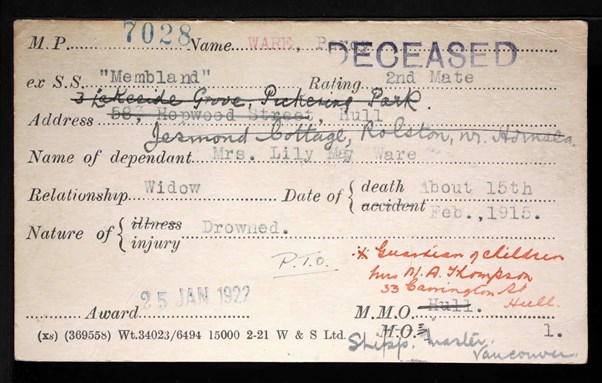 M.P. 7028 Name WARE, Percy DECEASED
ex S.S. "Membland" Rating 2nd Mate
3 Lakeside Grove, Pickering Park.
Address 58, Hopwood Street, Hull
Jesmond Cottage, Rolston, nr. Hornsea.
Name of dependant Mrs. Lily May Ware
Relationship Widow Date of { death About 15th
accident Feb., 1915.
Nature of { illness Drowned.
injury
P.T.O.
* Guardian of children
Mrs M. A. Thompson
33 Carrington St
Hull.
Award 25 JAN 1922 M.M.O. Hull.
(xs) (36955s) Wt.34023/6494 15000 2-21 W & S Ltd. M.O. 1.
Shipp. Master.
Vancouver.